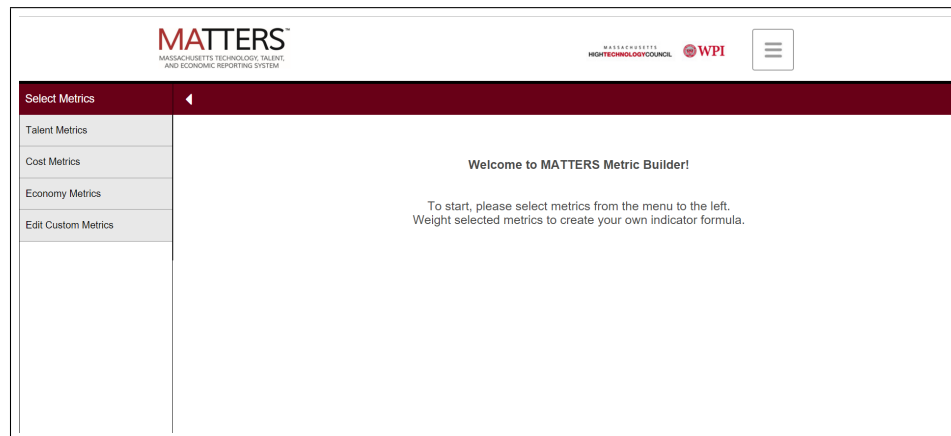 MATTERS™
MASSACHUSETTS TECHNOLOGY, TALENT,
AND ECONOMIC REPORTING SYSTEM
MASSACHUSETTS
HIGHTECHNOLOGYCOUNCIL
WPI
Select Metrics
Talent Metrics
Cost Metrics
Economy Metrics
Edit Custom Metrics
Welcome to MATTERS Metric Builder!
To start, please select metrics from the menu to the left.
Weight selected metrics to create your own indicator formula.